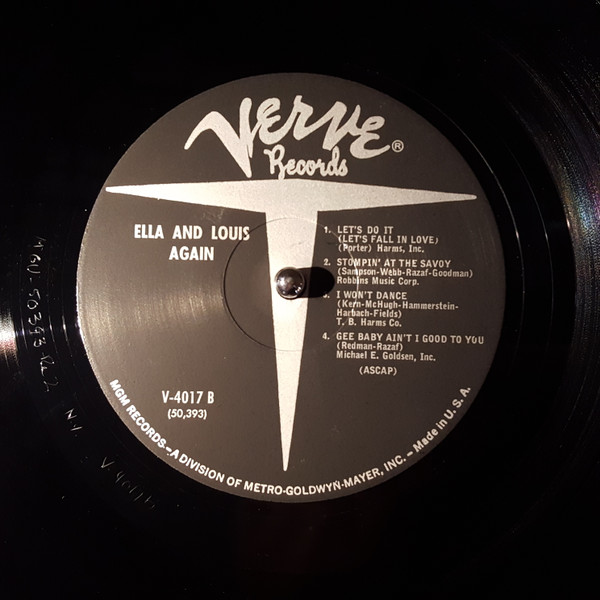 Verve®
Records
ELLA AND LOUIS
AGAIN
1. LET'S DO IT
(LET'S FALL IN LOVE)
(Porter) Harms, Inc.
2. STOMPIN' AT THE SAVOY
(Sampson-Webb-Razaf-Goodman)
Robbins Music Corp.
3. I WON'T DANCE
(Kern-McHugh-Hammerstein-
Harbach-Fields)
T. B. Harms Co.
4. GEE BABY AIN'T I GOOD TO YOU
(Redman-Razaf)
Michael E. Goldsen, Inc.
(ASCAP)
V-4017 B
(50,393)
MGM RECORDS—A DIVISION OF METRO-GOLDWYN-MAYER, INC. – Made in U. S. A.